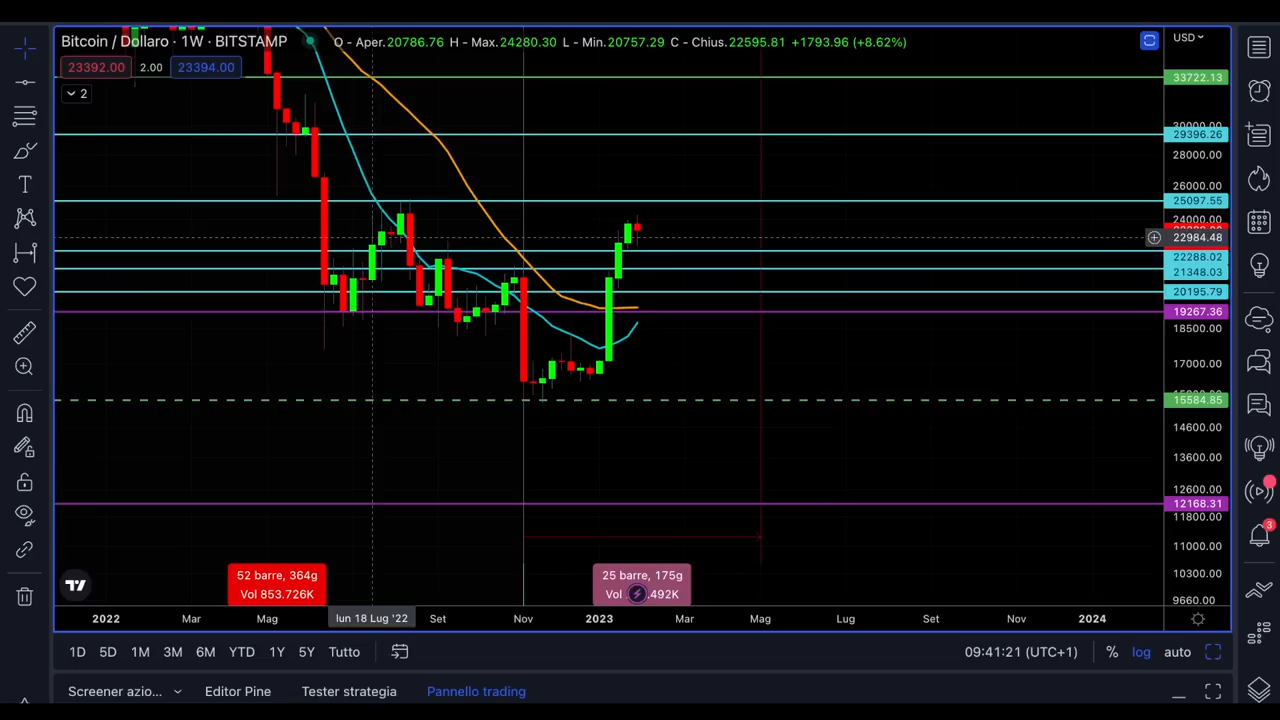 Bitcoin / Dollaro · 1W · BITSTAMP O - Aper.20786.76 H - Max.24280.30 L - Min.20757.29 C - Chius.22595.81 +1793.96 (+8.62%)
USD
23392.00 2.00 23394.00
2
33722.13
30000.00
29396.26
28000.00
26000.00
25097.55
24000.00
22984.48
22288.02
21348.03
20195.79
19267.36
18500.00
17000.00
15584.85
14600.00
13600.00
12600.00
12168.31
11800.00
11000.00
10300.00
9660.00
52 barre, 364g
Vol 853.726K
25 barre, 175g
Vol .492K
2022 Mar Mag lun 18 Lug '22 Set Nov 2023 Mar Mag Lug Set Nov 2024
1D 5D 1M 3M 6M YTD 1Y 5Y Tutto 09:41:21 (UTC+1) % log auto
Screener azio... Editor Pine Tester strategia Pannello trading
3